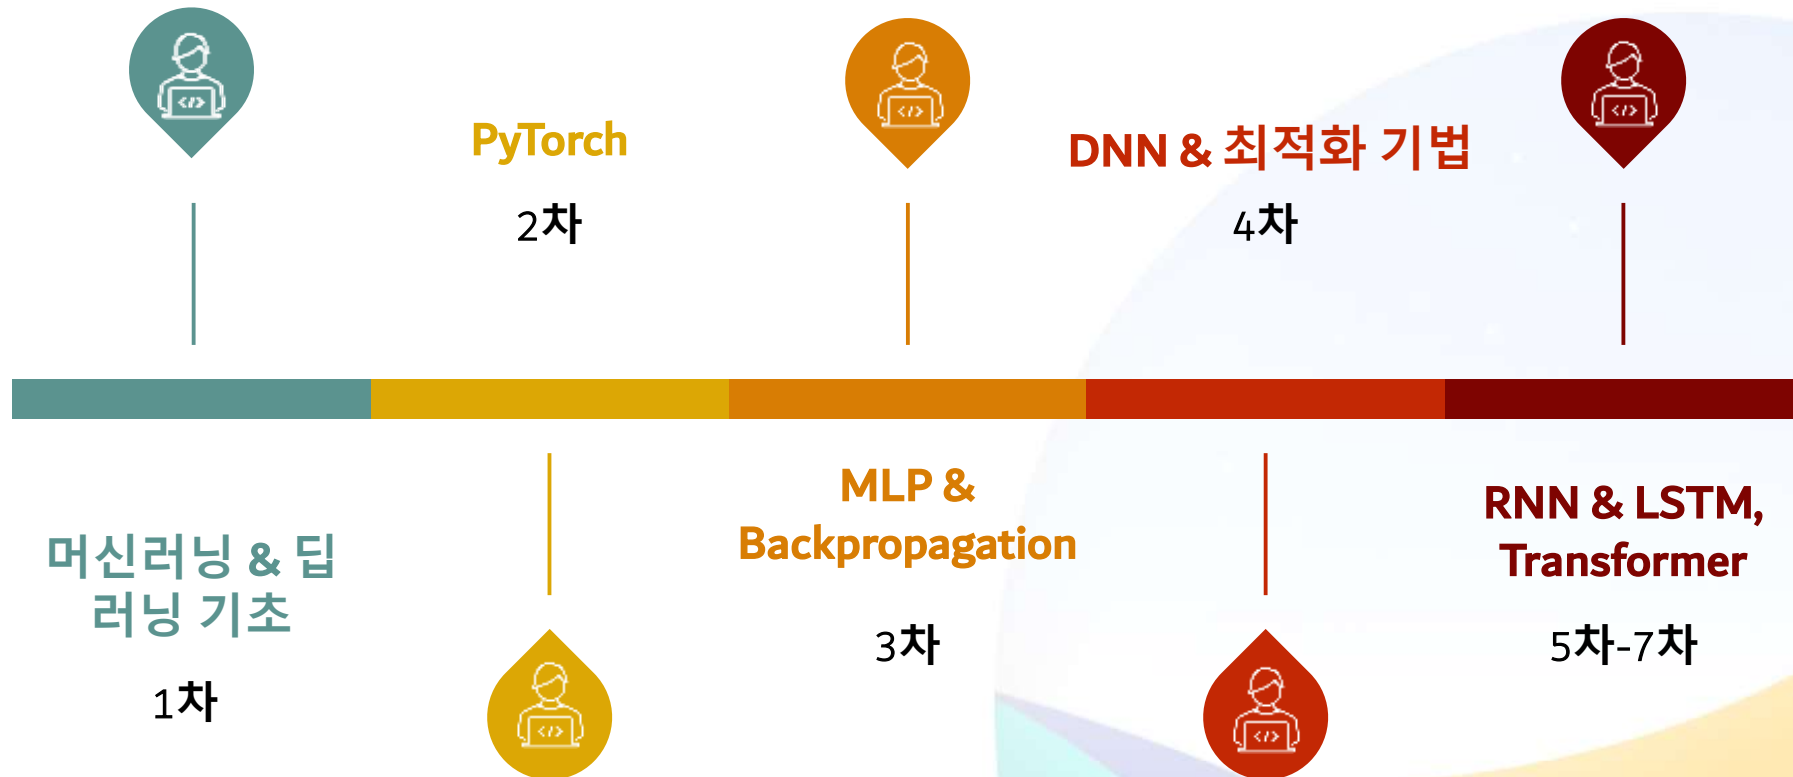 머신러닝 & 딥
러닝 기초
1차
PyTorch
2차
MLP &
Backpropagation
3차
DNN & 최적화 기법
4차
RNN & LSTM,
Transformer
5차-7차